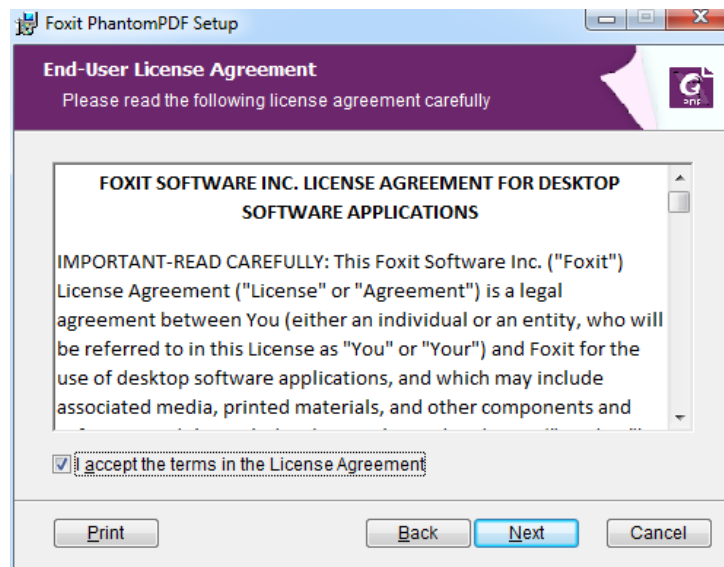 Foxit PhantomPDF Setup
End-User License Agreement
Please read the following license agreement carefully
G
PDF
FOXIT SOFTWARE INC. LICENSE AGREEMENT FOR DESKTOP
SOFTWARE APPLICATIONS
IMPORTANT-READ CAREFULLY: This Foxit Software Inc. ("Foxit")
License Agreement ("License" or "Agreement") is a legal
agreement between You (either an individual or an entity, who will
be referred to in this License as "You" or "Your") and Foxit for the
use of desktop software applications, and which may include
associated media, printed materials, and other components and
I accept the terms in the License Agreement
Print
Back
Next
Cancel